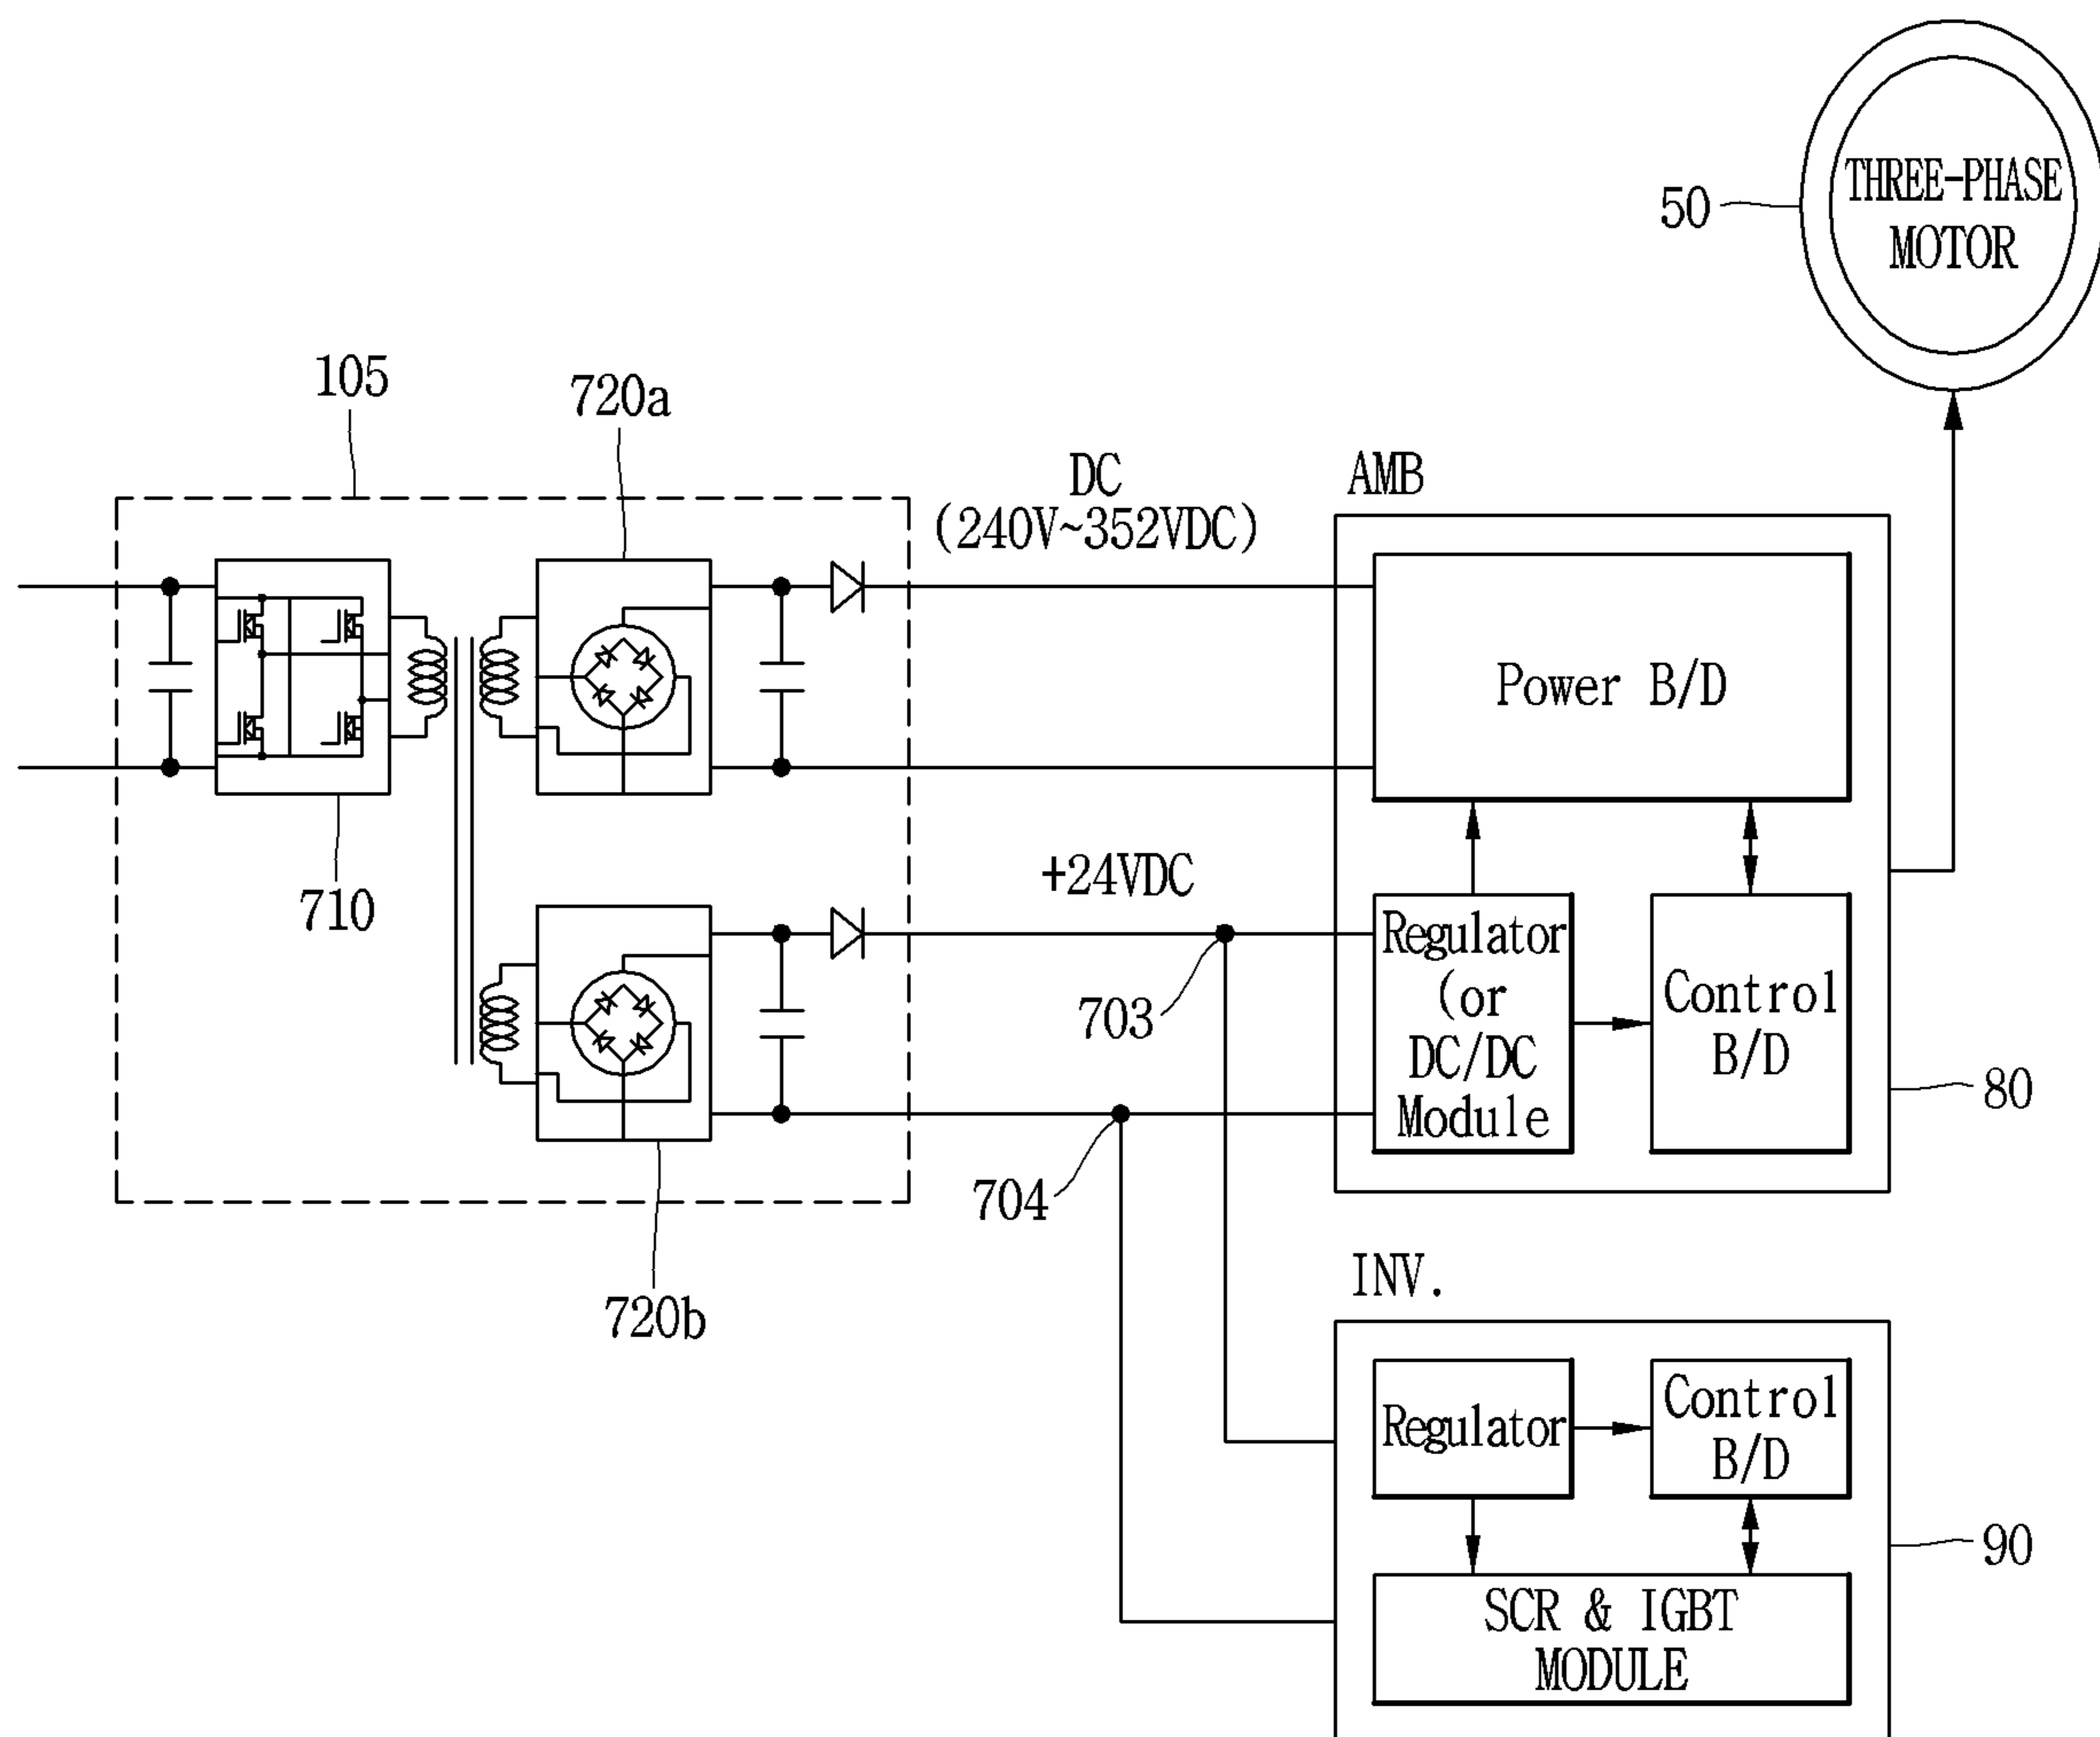 THREE-PHASE
MOTOR
50
105
720a
DC
(240V~352VDC)
AMB
Power B/D
710
+24VDC
Regulator
(or
DC/DC
Module
Control
B/D
703
80
704
720b
INV.
Regulator
Control
B/D
90
SCR & IGBT
MODULE